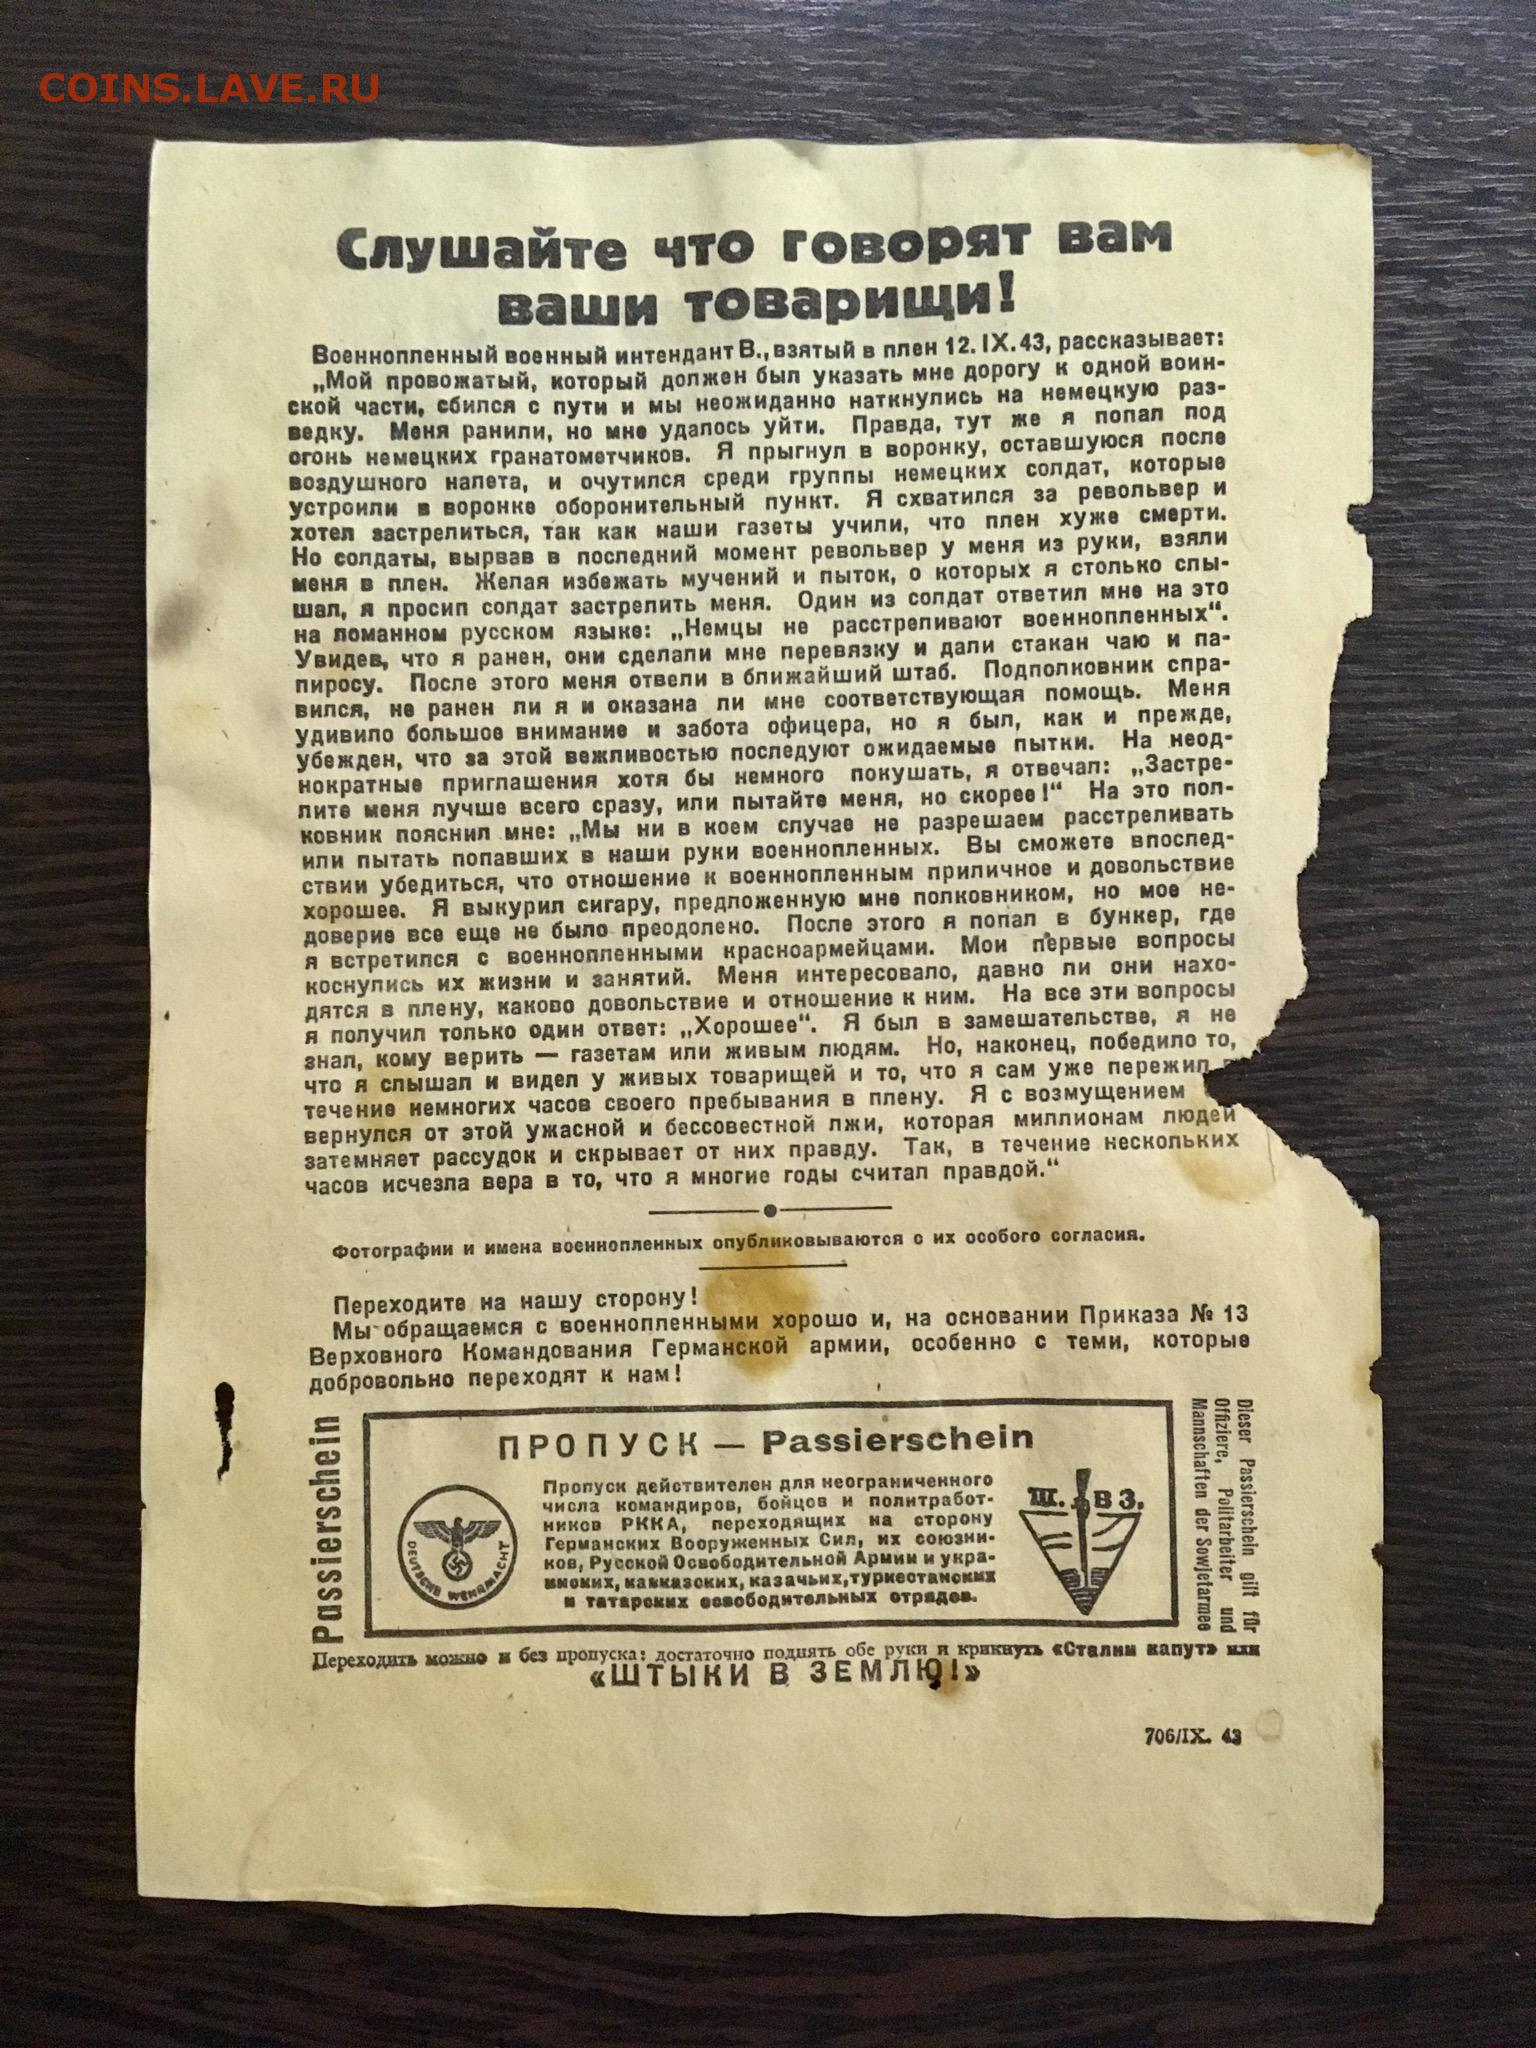 COINS.LAVE.RU
Слушайте что говорят вам
ваши товарищи!
Военнопленный военный интендант В., взятый в плен 12. IX. 43, рассказывает:
„Мой провожатый, который должен был указать мне дорогу к одной воин-
ской части, сбился с пути и мы неожиданно наткнулись на немецкую раз-
ведку. Меня ранили, но мне удалось уйти. Правда, тут же я попал под
огонь немецких гранатометчиков. Я прыгнул в воронку, оставшуюся после
воздушного налета, и очутился среди группы немецких солдат, которые
устроили в воронке оборонительный пункт. Я схватился за револьвер и
хотел застрелиться, так как наши газеты учили, что плен хуже смерти.
Но солдаты, вырвав в последний момент револьвер у меня из руки, взяли
меня в плен. Желая избежать мучений и пыток, о которых я столько слы-
шал, я просил солдат застрелить меня. Один из солдат ответил мне на это
на ломанном русском языке: „Немцы не расстреливают военнопленных“.
Увидев, что я ранен, они сделали мне перевязку и дали стакан чаю и па-
пиросу. После этого меня отвели в ближайший штаб. Подполковник спра-
вился, не ранен ли я и оказана ли мне соответствующая помощь. Меня
удивило большое внимание и забота офицера, но я был, как и прежде,
убежден, что за этой вежливостью последуют ожидаемые пытки. На неод-
нократные приглашения хотя бы немного покушать, я отвечал: „Застре-
лите меня лучше всего сразу, или пытайте меня, но скорее!“ На это пол-
ковник пояснил мне: „Мы ни в коем случае не разрешаем расстреливать
или пытать попавших в наши руки военнопленных. Вы сможете впослед-
ствии убедиться, что отношение к военнопленным приличное и довольствие
хорошее. Я выкурил сигару, предложенную мне полковником, но мое не-
доверие все еще не было преодолено. После этого я попал в бункер, где
я встретился с военнопленными красноармейцами. Мои первые вопросы
коснулись их жизни и занятий. Меня интересовало, давно ли они нахо-
дятся в плену, каково довольствие и отношение к ним. На все эти вопросы
я получил только один ответ: „Хорошее“. Я был в замешательстве, я не
знал, кому верить — газетам или живым людям. Но, наконец, победило то,
что я слышал и видел у живых товарищей и то, что я сам уже пережил
течение немногих часов своего пребывания в плену. Я с возмущением
вернулся от этой ужасной и бессовестной лжи, которая миллионам людей
затемняет рассудок и скрывает от них правду. Так, в течение нескольких
часов исчезла вера в то, что я многие годы считал правдой.“
Фотографии и имена военнопленных опубликовываются с их особого согласия.
Переходите на нашу сторону!
Мы обращаемся с военнопленными хорошо и, на основании Приказа № 13
Верховного Командования Германской армии, особенно с теми, которые
добровольно переходят к нам!
Passierschein
ПРОПУСК — Passierschein
DEUTSCHE WEHRMACHT
Пропуск действителен для неограниченного
числа командиров, бойцов и политработ-
ников РККА, переходящих на сторону
Германских Вооруженных Сил, их союзни-
ков, Русской Освободительной Армии и укра-
инских, кавказских, казачьих, туркестанских
и татарских освободительных отрядов.
Ш. В З.
Dieser Passierschein gilt für
Offiziere, Politarbeiter und
Mannschaften der Sowjetarmee
Переходить можно и без пропуска: достаточно поднять обе руки и крикнуть «Сталин капут» или
«ШТЫКИ В ЗЕМЛЮ!»
706/IX. 43